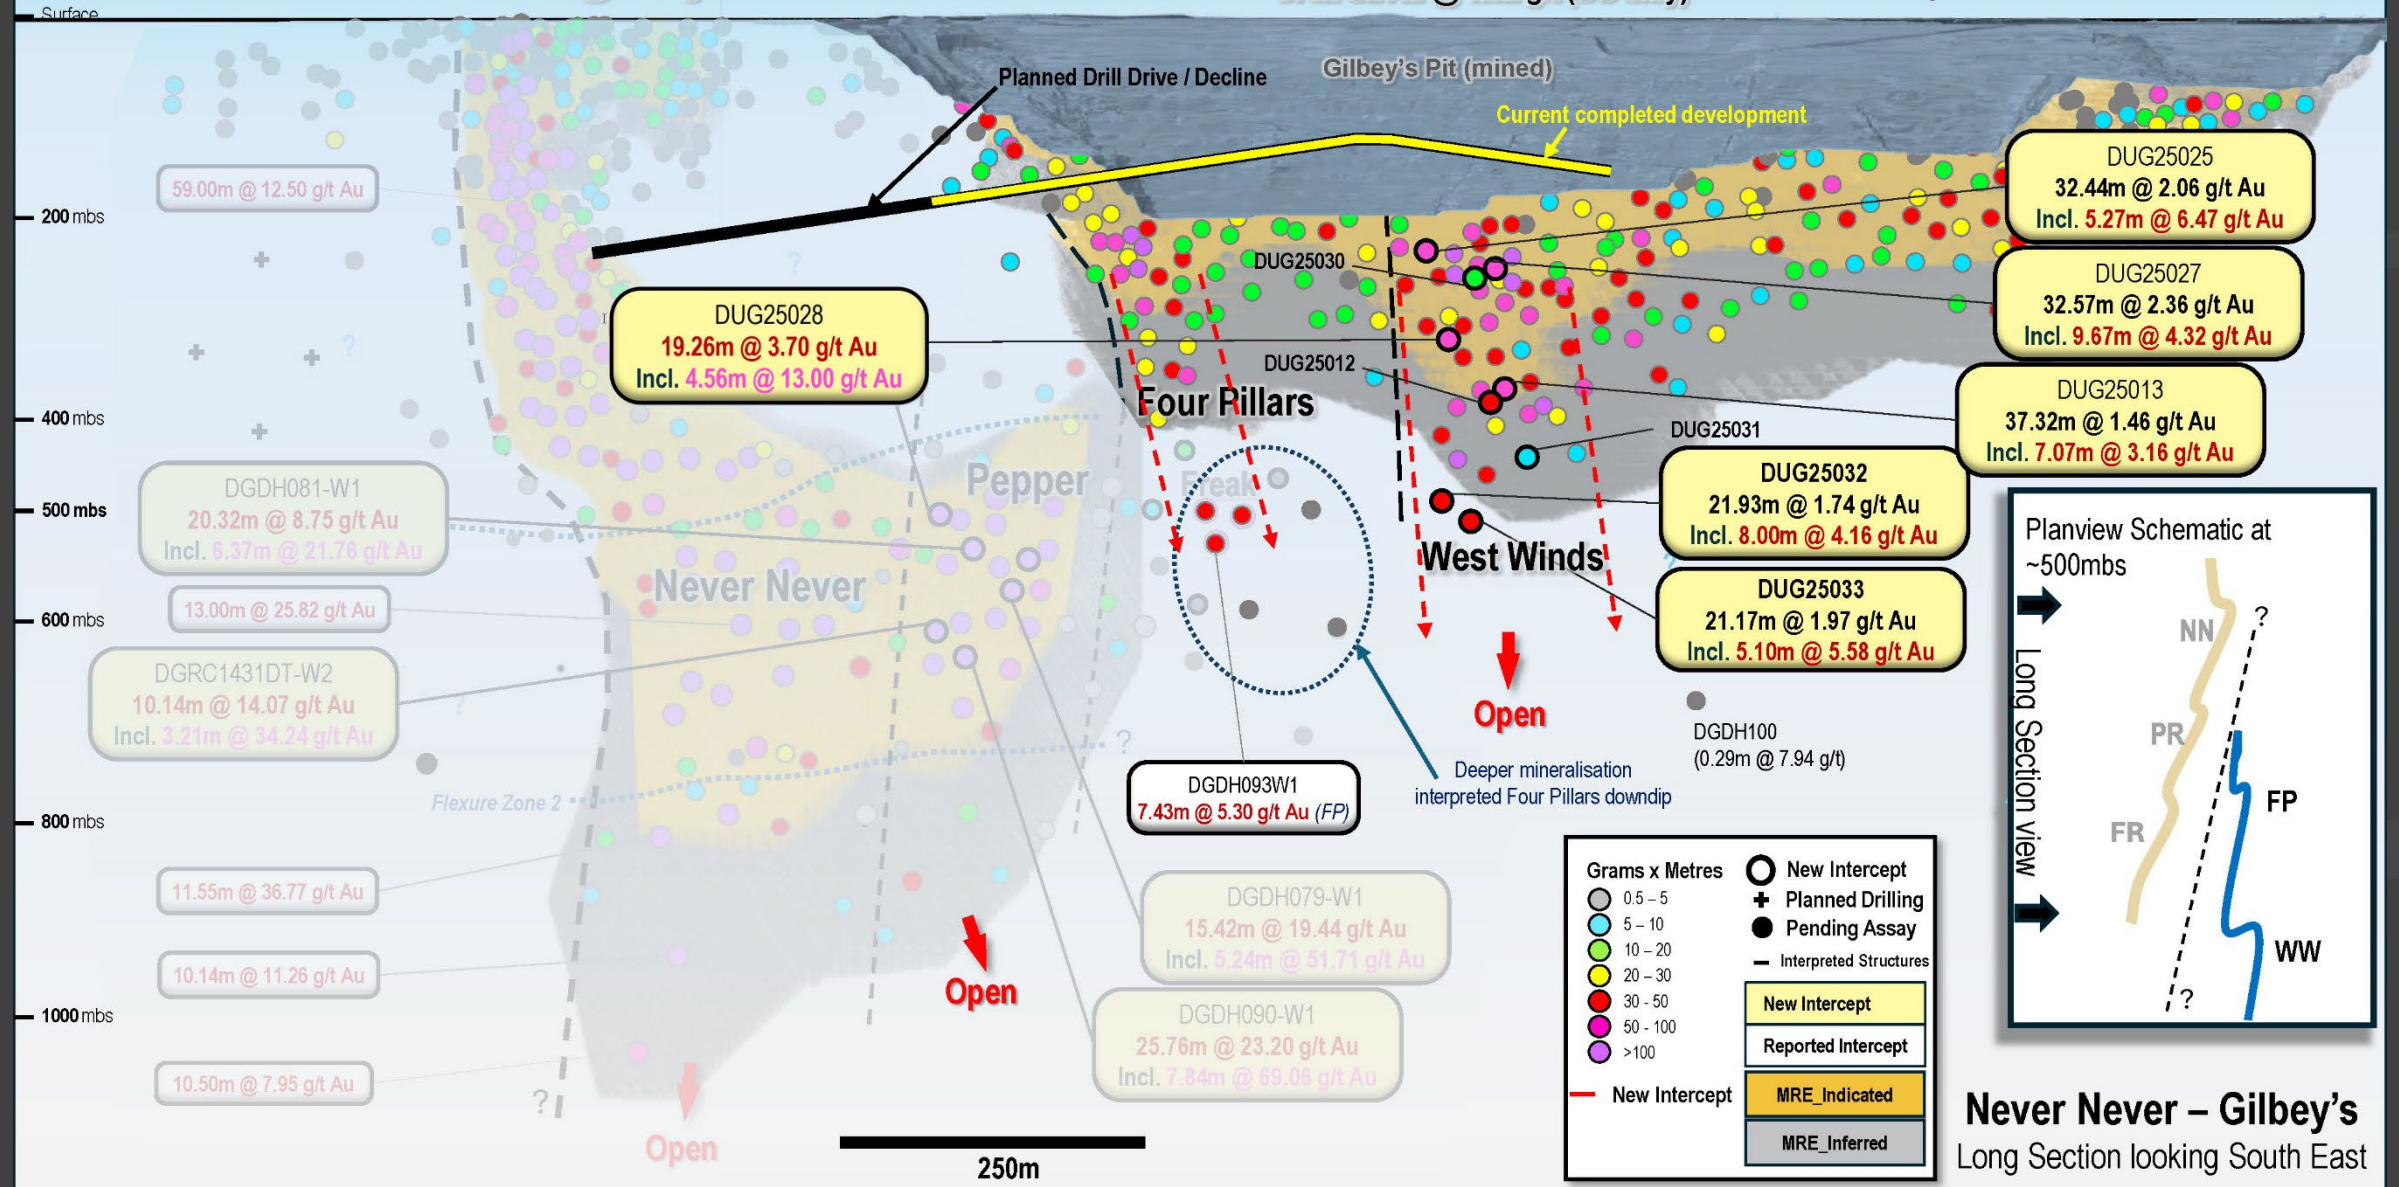 Surface
Gilbey's Pit (mined)
Planned Drill Drive / Decline
Current completed development
DUG25025
32.44m @ 2.06 g/t Au
Incl. 5.27m @ 6.47 g/t Au
59.00m @ 12.50 g/t Au
200 mbs
DUG25030
DUG25027
32.57m @ 2.36 g/t Au
Incl. 9.67m @ 4.32 g/t Au
DUG25028
19.26m @ 3.70 g/t Au
Incl. 4.56m @ 13.00 g/t Au
?
?
DUG25012
DUG25013
37.32m @ 1.46 g/t Au
Incl. 7.07m @ 3.16 g/t Au
Four Pillars
400 mbs
DUG25031
DUG25032
21.93m @ 1.74 g/t Au
Incl. 8.00m @ 4.16 g/t Au
Pepper
Freak
DGDH081-W1
20.32m @ 8.75 g/t Au
Incl. 6.37m @ 21.76 g/t Au
500 mbs
West Winds
DUG25033
21.17m @ 1.97 g/t Au
Incl. 5.10m @ 5.58 g/t Au
Never Never
13.00m @ 25.82 g/t Au
600 mbs
DGRC1431DT-W2
10.14m @ 14.07 g/t Au
Incl. 3.21m @ 34.24 g/t Au
?
Open
DGDH100
(0.29m @ 7.94 g/t)
?
Deeper mineralisation
interpreted Four Pillars downdip
DGDH093W1
7.43m @ 5.30 g/t Au (FP)
Flexure Zone 2
800 mbs
11.55m @ 36.77 g/t Au
DGDH079-W1
15.42m @ 19.44 g/t Au
Incl. 5.24m @ 51.71 g/t Au
10.14m @ 11.26 g/t Au
Open
1000 mbs
DGDH090-W1
25.76m @ 23.20 g/t Au
Incl. 7.84m @ 69.06 g/t Au
10.50m @ 7.95 g/t Au
?
Open
250m
Planview Schematic at
~500mbs
Long Section view
NN
?
PR
FP
FR
WW
?
Grams x Metres
0.5 – 5
5 – 10
10 – 20
20 – 30
30 - 50
50 - 100
>100
New Intercept
New Intercept
Planned Drilling
Pending Assay
Interpreted Structures
New Intercept
Reported Intercept
MRE_Indicated
MRE_Inferred
Never Never – Gilbey's
Long Section looking South East